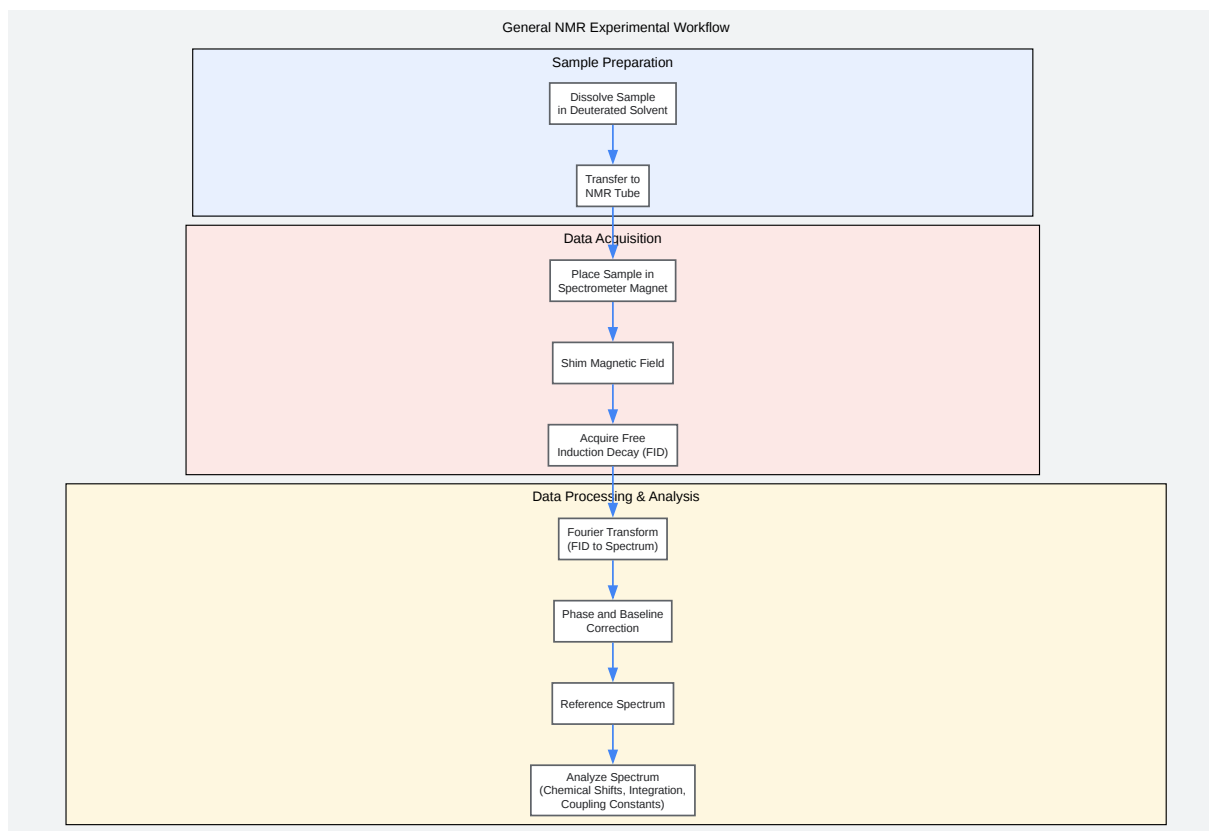 General NMR Experimental Workflow
Sample Preparation
Dissolve Sample
in Deuterated Solvent
Transfer to
NMR Tube
Data Acquisition
Place Sample in
Spectrometer Magnet
Shim Magnetic Field
Acquire Free
Induction Decay (FID)
Data Processing & Analysis
Fourier Transform
(FID to Spectrum)
Phase and Baseline
Correction
Reference Spectrum
Analyze Spectrum
(Chemical Shifts, Integration,
Coupling Constants)